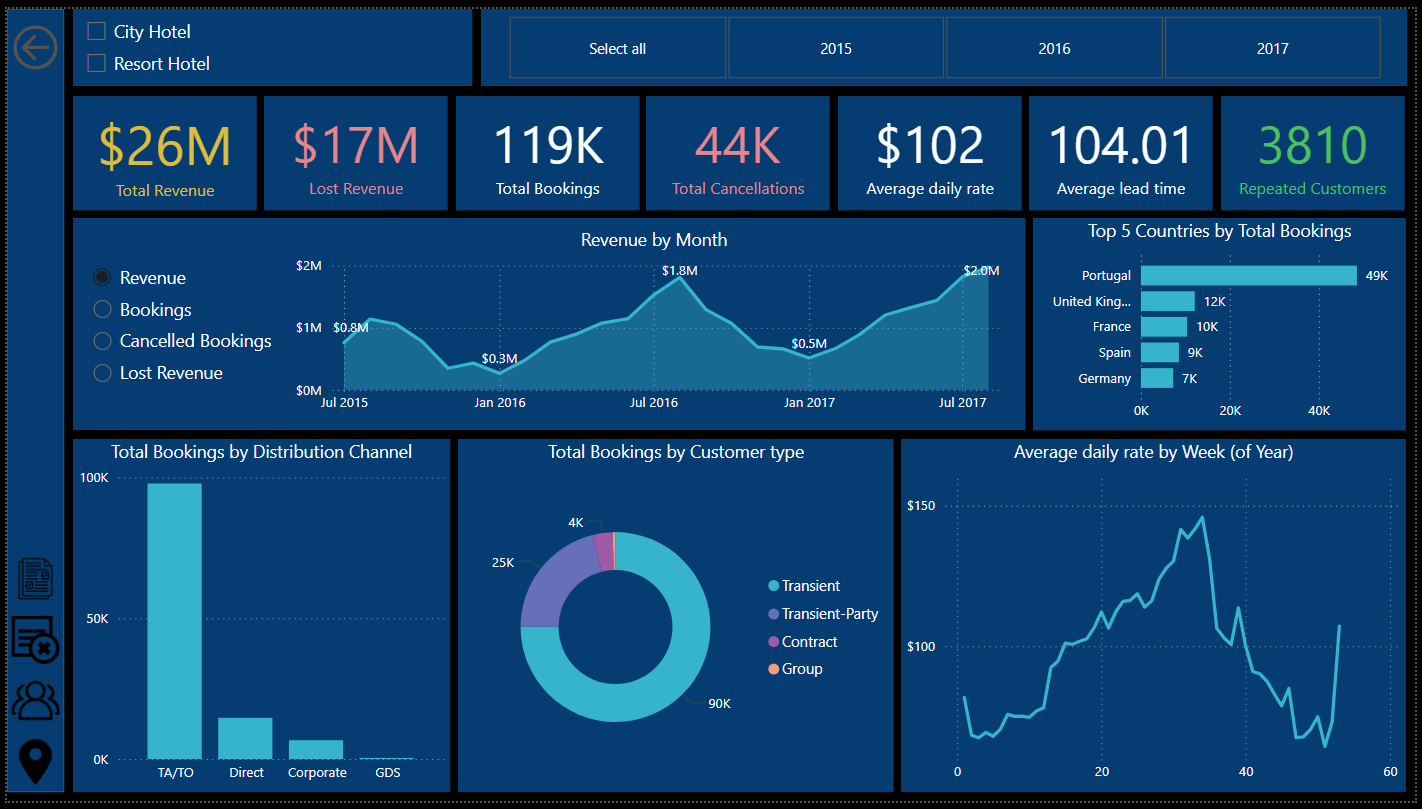 City Hotel
Resort Hotel
Select all
2015
2016
2017
$26M
Total Revenue
$17M
Lost Revenue
119K
Total Bookings
44K
Total Cancellations
$102
Average daily rate
104.01
Average lead time
3810
Repeated Customers
Revenue
Bookings
Cancelled Bookings
Lost Revenue
Revenue by Month
$2M
$1M
$0M
$0.8M
$0.3M
$1.8M
$0.5M
$2.0M
Jul 2015
Jan 2016
Jul 2016
Jan 2017
Jul 2017
Top 5 Countries by Total Bookings
Portugal
49K
United King...
12K
France
10K
Spain
9K
Germany
7K
0K
20K
40K
Total Bookings by Distribution Channel
100K
50K
0K
TA/TO
Direct
Corporate
GDS
Total Bookings by Customer type
4K
25K
90K
Transient
Transient-Party
Contract
Group
Average daily rate by Week (of Year)
$150
$100
0
20
40
60